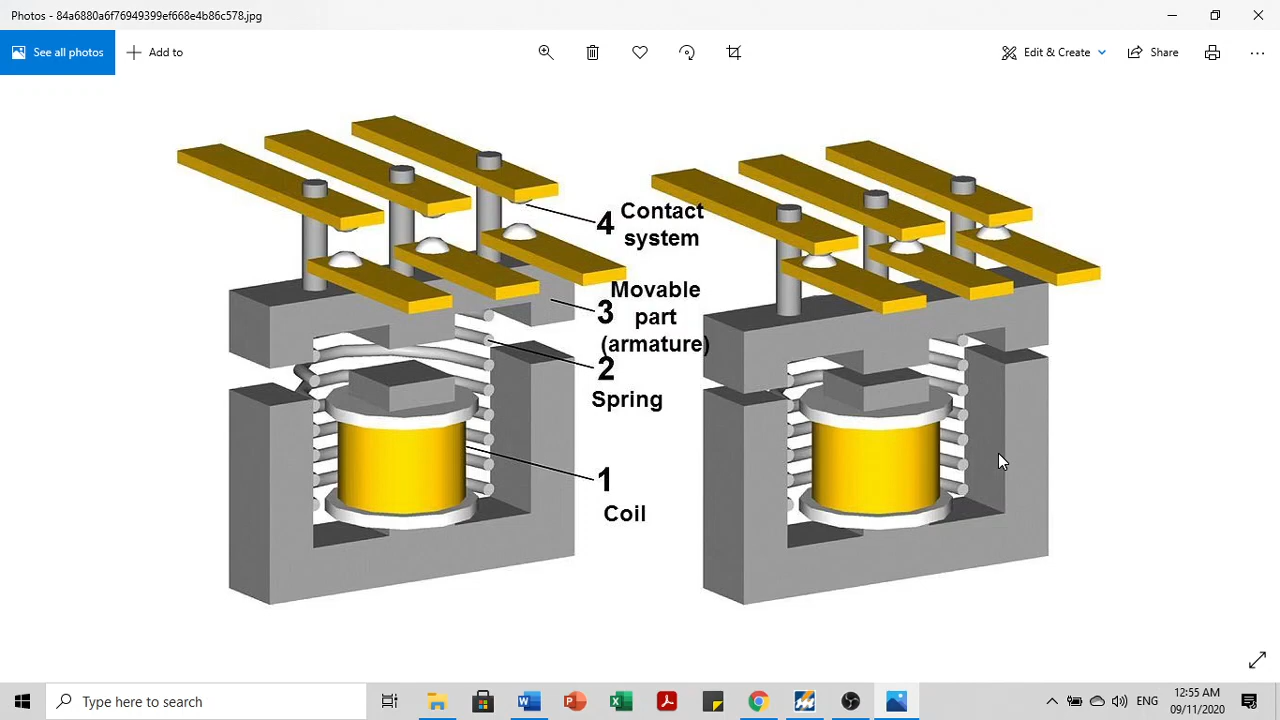 Photos - 84a6880a6f76949399ef668e4b86c578.jpg
See all photos
Add to
Edit & Create
Share
4 Contact
system
Movable
3 part
(armature)
2
Spring
1
Coil
Type here to search
ENG
12:55 AM
09/11/2020